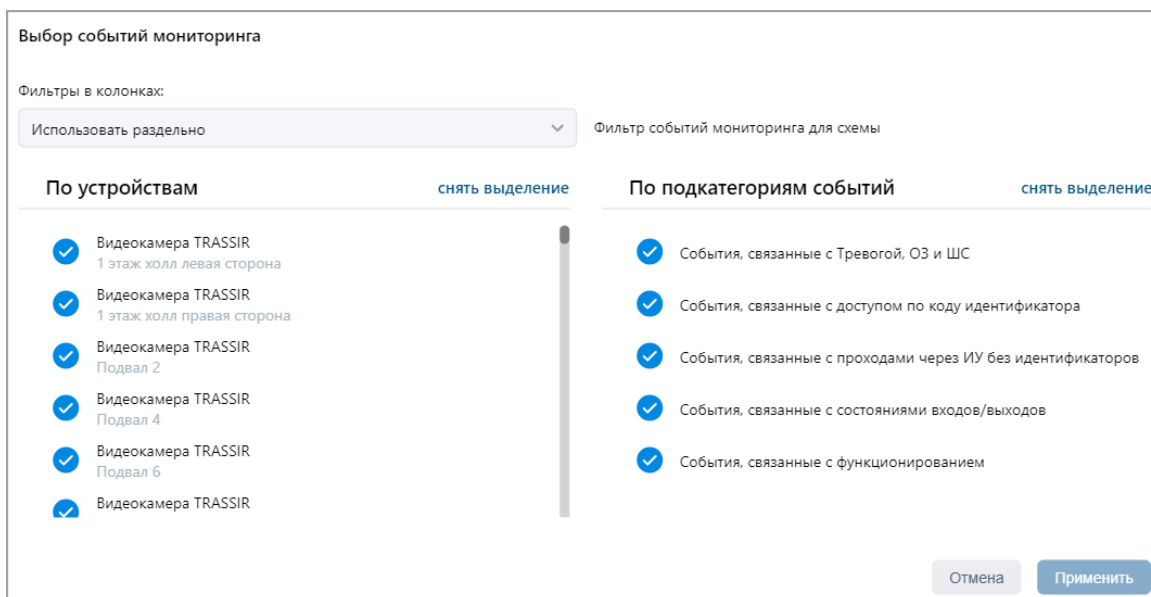 Выбор событий мониторинга
Фильтры в колонках:
Использовать раздельно
Фильтр событий мониторинга для схемы
По устройствам
снять выделение
Видеокамера TRASSIR
1 этаж холл левая сторона
Видеокамера TRASSIR
1 этаж холл правая сторона
Видеокамера TRASSIR
Подвал 2
Видеокамера TRASSIR
Подвал 4
Видеокамера TRASSIR
Подвал 6
Видеокамера TRASSIR
По подкатегориям событий
снять выделение
События, связанные с Тревогой, ОЗ и ШС
События, связанные с доступом по коду идентификатора
События, связанные с проходами через ИУ без идентификаторов
События, связанные с состояниями входов/выходов
События, связанные с функционированием
Отмена
Применить